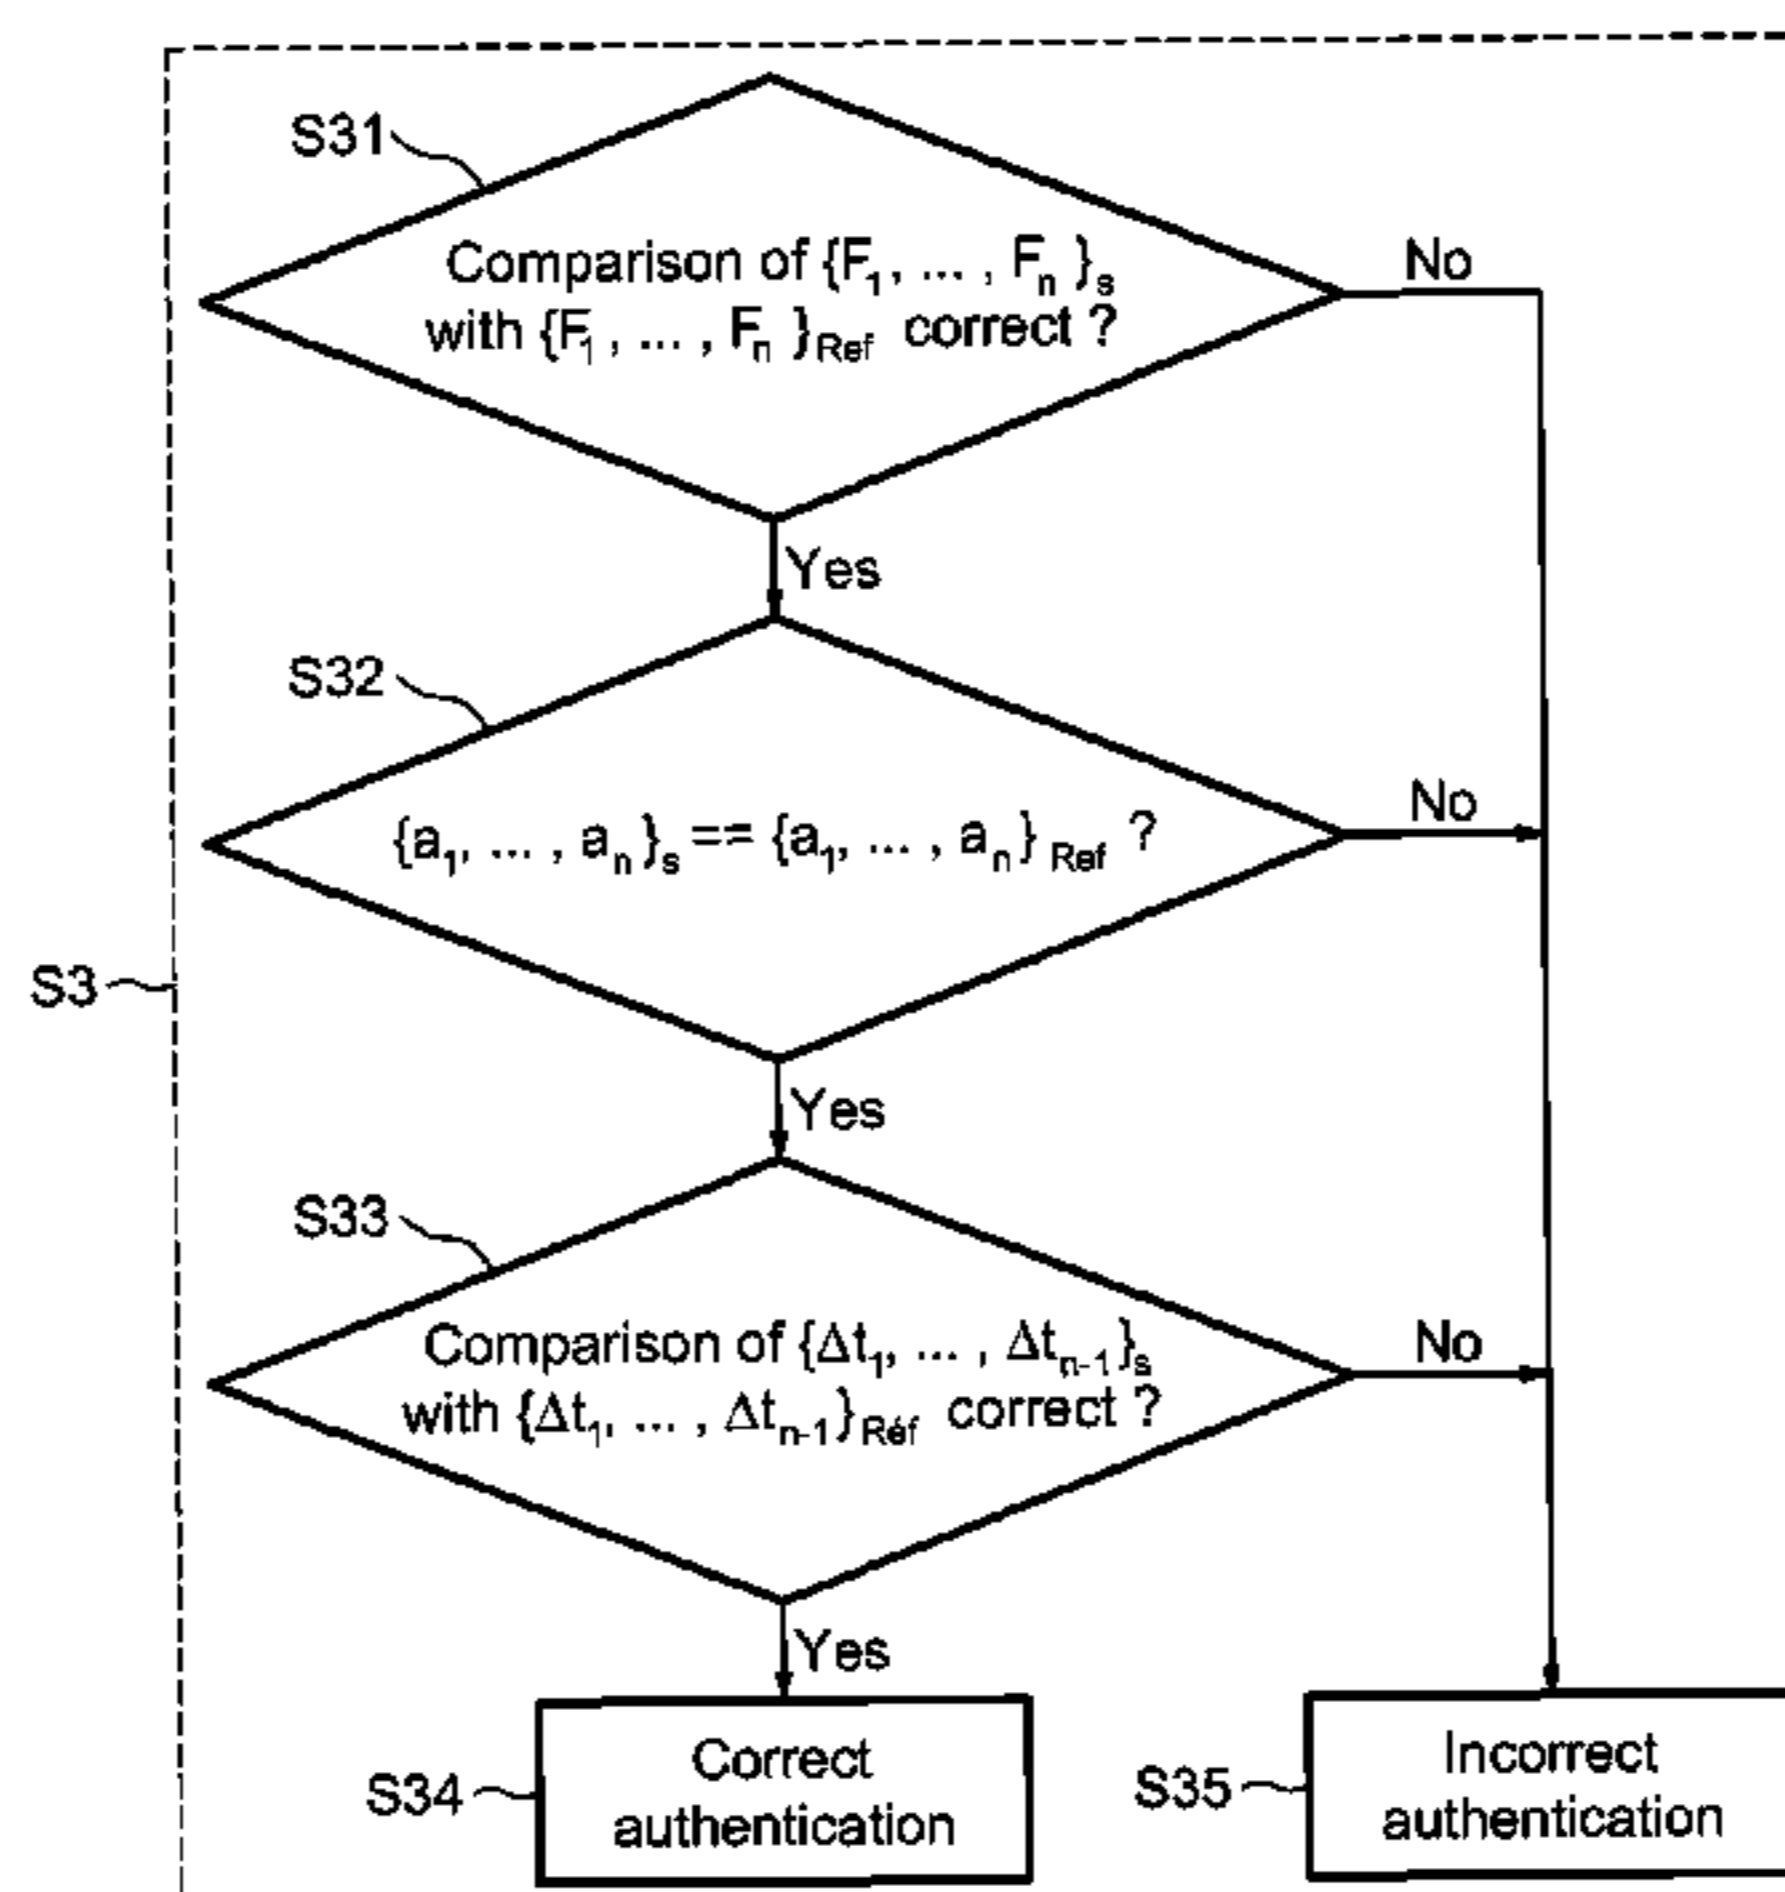 S31
Comparison of {F₁, ... , Fₙ}ₛ
with {F₁, ... , Fₙ}Ref correct ?
No
Yes
S32
{a₁, ... , aₙ}ₛ == {a₁, ... , aₙ} Ref ?
No
S3
Yes
S33
Comparison of {Δt₁, ... , Δtₙ₋₁}ₛ
with {Δt₁, ... , Δtₙ₋₁}Ref correct ?
No
Yes
S34
Correct
authentication
S35
Incorrect
authentication